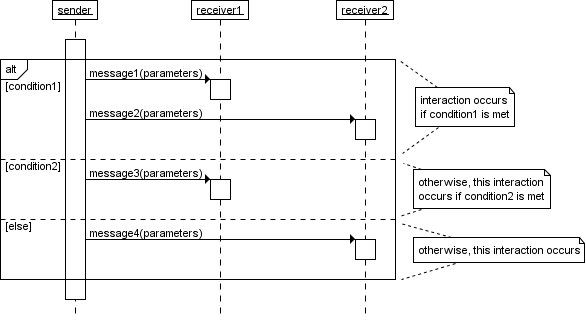 sender
receiver1
receiver2
alt
[condition1]
message1(parameters)
message2(parameters)
interaction occurs
if condition1 is met
[condition2]
message3(parameters)
otherwise, this interaction
occurs if condition2 is met
[else]
message4(parameters)
otherwise, this interaction occurs